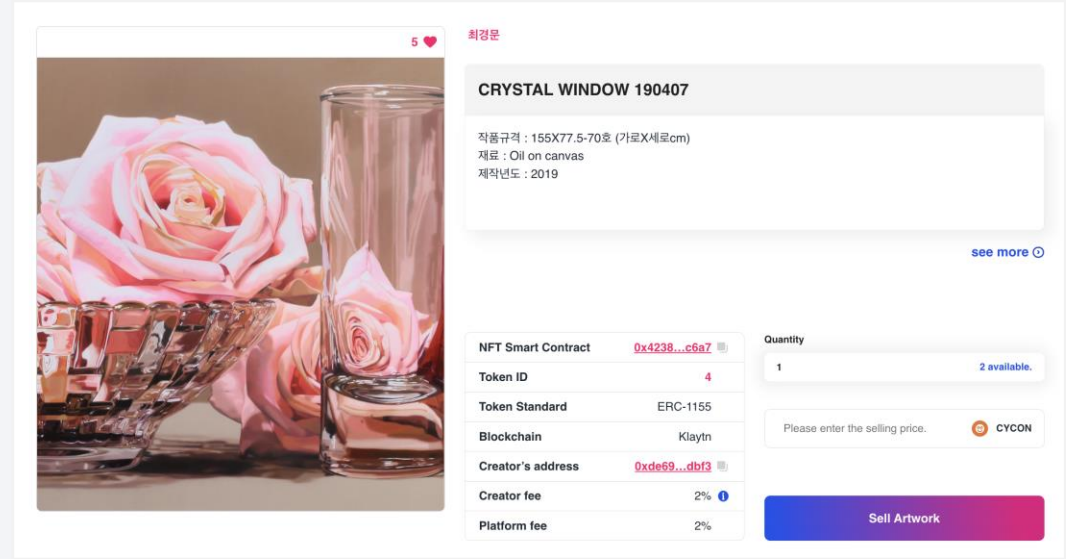 5
최경문
CRYSTAL WINDOW 190407
작품규격 : 155X77.5-70호 (가로X세로cm)
재료 : Oil on canvas
제작년도 : 2019
see more
NFT Smart Contract 0x4238...c6a7
Token ID 4
Token Standard ERC-1155
Blockchain Klaytn
Creator's address 0xde69...dbf3
Creator fee 2%
Platform fee 2%
Quantity
1 2 available.
Please enter the selling price. CYCON
Sell Artwork